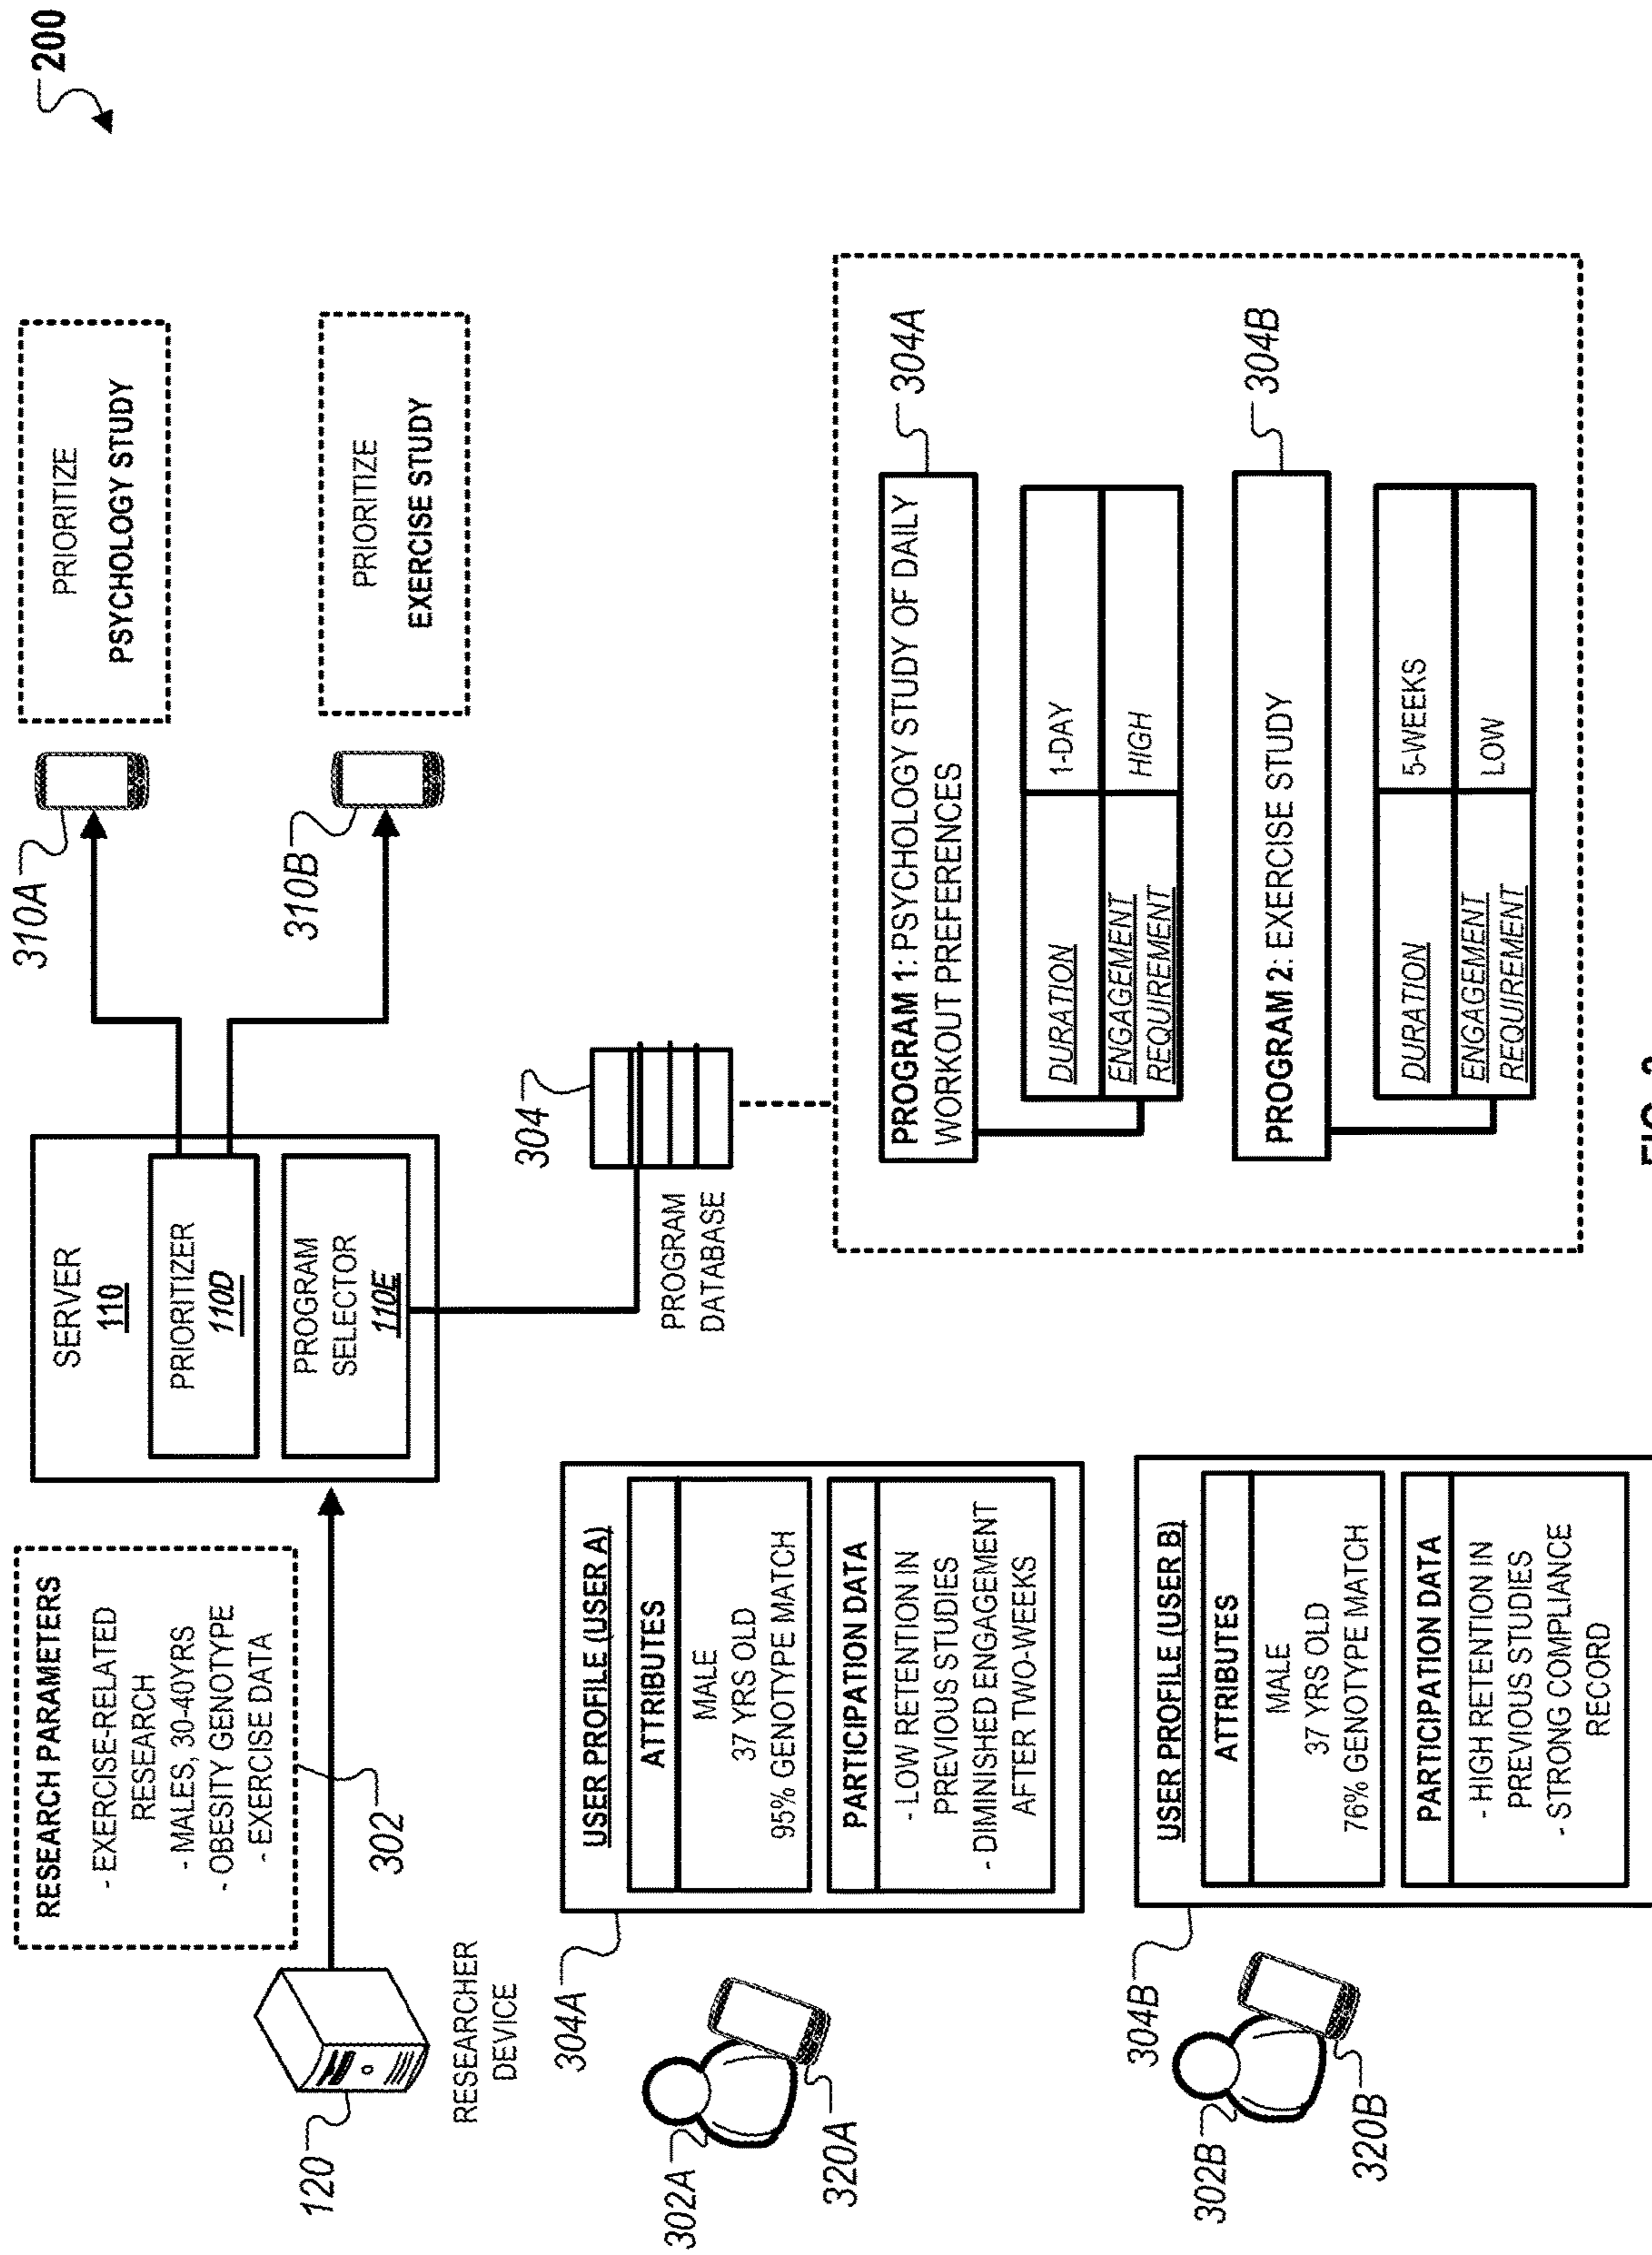 200
RESEARCH PARAMETERS
- EXERCISE-RELATED
RESEARCH
- MALES, 30-40YRS
- OBESITY GENOTYPE
- EXERCISE DATA
302
120
RESEARCHER
DEVICE
SERVER
110
PRIORITIZER
110D
PROGRAM
SELECTOR
110E
310A
PRIORITIZE
PSYCHOLOGY STUDY
310B
PRIORITIZE
EXERCISE STUDY
304
PROGRAM
DATABASE
302A
320A
304A
USER PROFILE (USER A)
ATTRIBUTES
MALE
37 YRS OLD
95% GENOTYPE MATCH
PARTICIPATION DATA
- LOW RETENTION IN
PREVIOUS STUDIES
- DIMINISHED ENGAGEMENT
AFTER TWO-WEEKS
302B
320B
304B
USER PROFILE (USER B)
ATTRIBUTES
MALE
37 YRS OLD
76% GENOTYPE MATCH
PARTICIPATION DATA
- HIGH RETENTION IN
PREVIOUS STUDIES
- STRONG COMPLIANCE
RECORD
PROGRAM 1: PSYCHOLOGY STUDY OF DAILY
WORKOUT PREFERENCES
304A
DURATION 1-DAY
ENGAGEMENT
REQUIREMENT HIGH
PROGRAM 2: EXERCISE STUDY
304B
DURATION 5-WEEKS
ENGAGEMENT
REQUIREMENT LOW